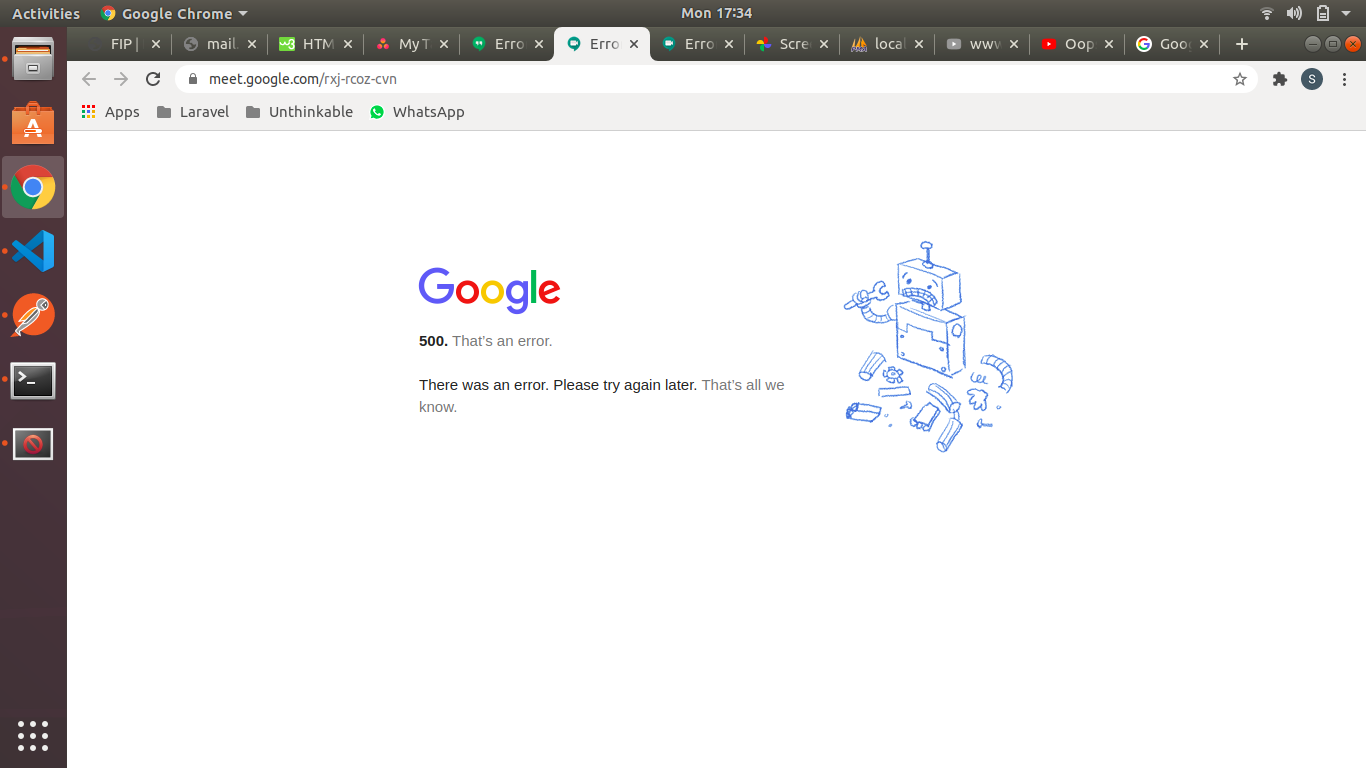 Activities Google Chrome Mon 17:34
FIP | mail. HTM My T Erro Erro Erro Scre loca www Oop Goog
meet.google.com/rxj-rcoz-cvn S
Apps Laravel Unthinkable WhatsApp
Google
500. That's an error.
There was an error. Please try again later. That's all we
know.